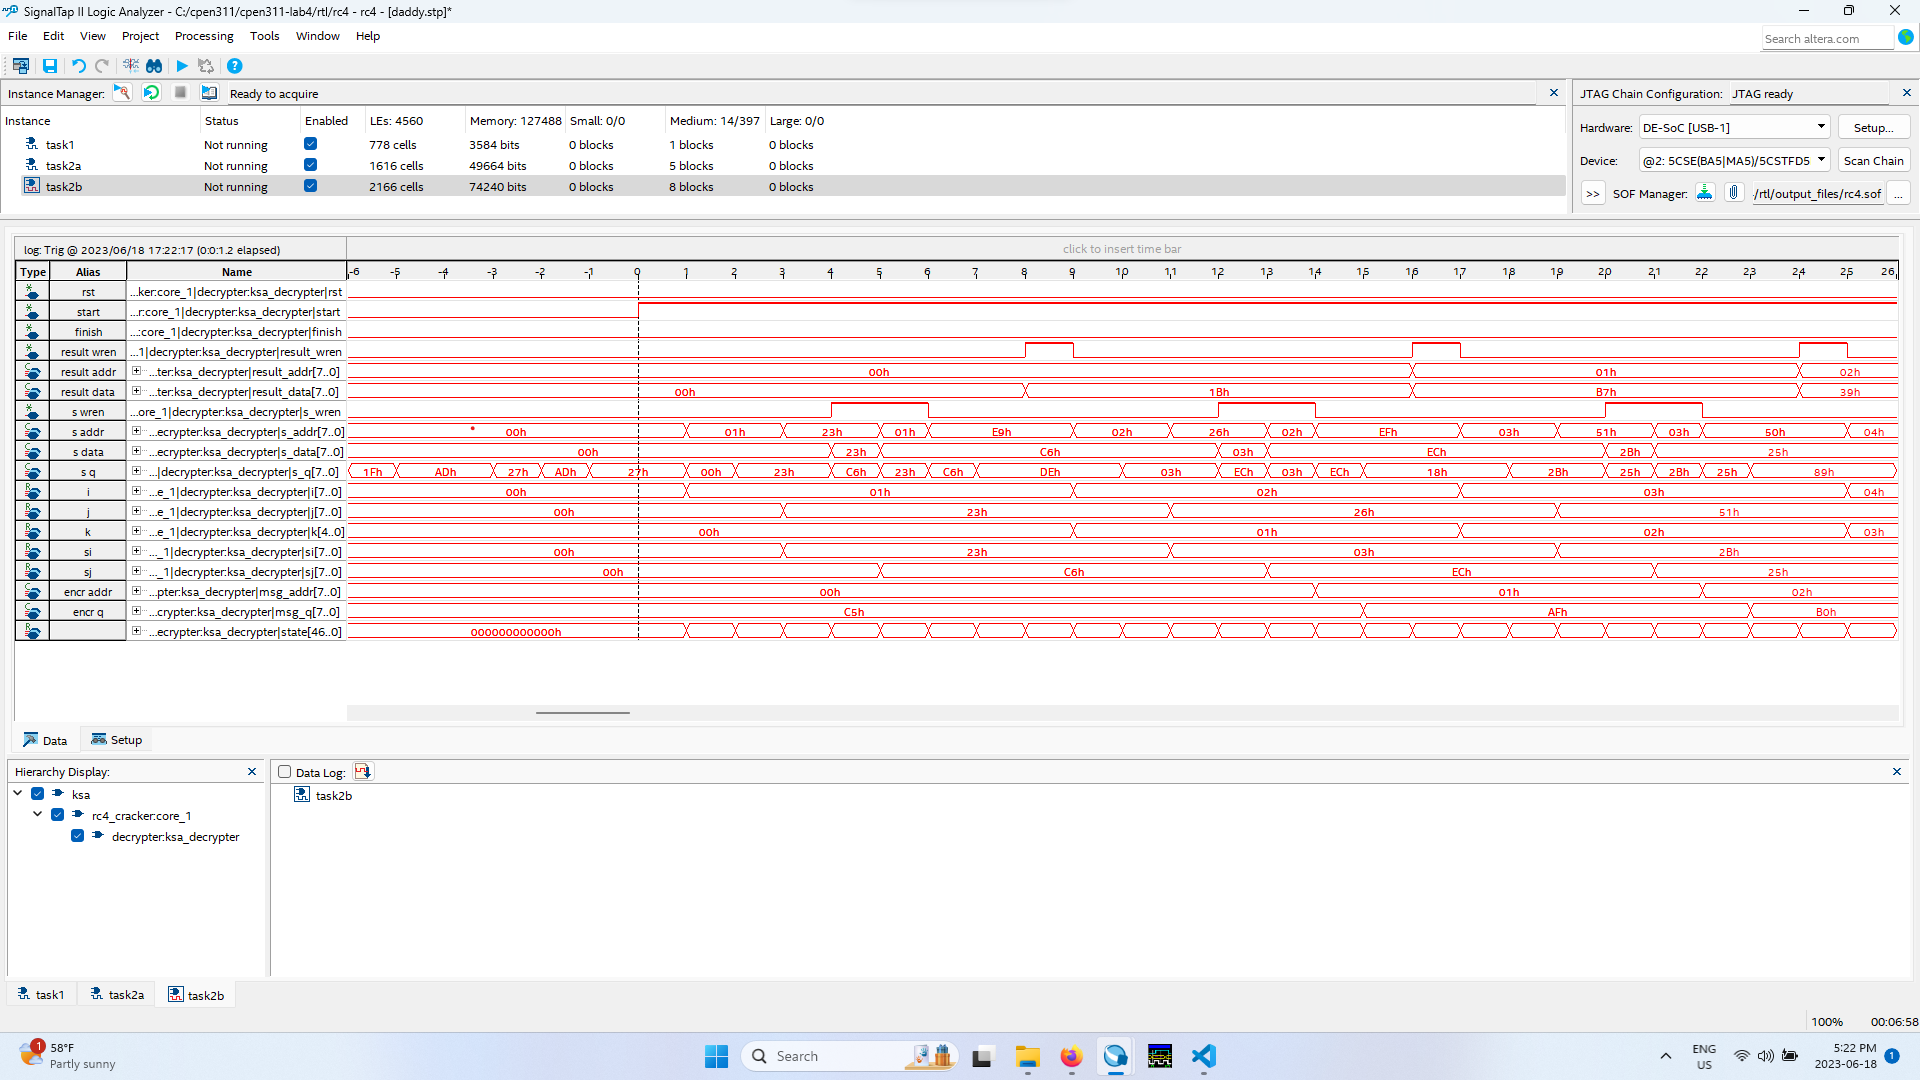 SignalTap II Logic Analyzer - C:/cpen311/cpen311-lab4/rtl/rc4 - rc4 - [daddy.stp]*
File Edit View Project Processing Tools Window Help
Search altera.com
Instance Manager: Ready to acquire
JTAG Chain Configuration: JTAG ready
Instance Status Enabled LEs: 4560 Memory: 127488 Small: 0/0 Medium: 14/397 Large: 0/0
task1 Not running 778 cells 3584 bits 0 blocks 1 blocks 0 blocks
task2a Not running 1616 cells 49664 bits 0 blocks 5 blocks 0 blocks
task2b Not running 2166 cells 74240 bits 0 blocks 8 blocks 0 blocks
Hardware: DE-SoC [USB-1] Setup...
Device: @2: 5CSE(BA5|MA5)/5CSTFD5 Scan Chain
>> SOF Manager: /rtl/output_files/rc4.sof ...
log: Trig @ 2023/06/18 17:22:17 (0:0:1.2 elapsed) click to insert time bar
Type Alias Name -6 -5 -4 -3 -2 -1 0 1 2 3 4 5 6 7 8 9 10 11 12 13 14 15 16 17 18 19 20 21 22 23 24 25 26
rst ...ker:core_1|decrypter:ksa_decrypter|rst
start ...r:core_1|decrypter:ksa_decrypter|start
finish ...:core_1|decrypter:ksa_decrypter|finish
result wren ...1|decrypter:ksa_decrypter|result_wren
result addr ...ter:ksa_decrypter|result_addr[7..0] 00h 01h 02h
result data ...ter:ksa_decrypter|result_data[7..0] 00h 1Bh B7h 39h
s wren ...ore_1|decrypter:ksa_decrypter|s_wren
s addr ...ecrypter:ksa_decrypter|s_addr[7..0] 00h 01h 23h 01h E9h 02h 26h 02h EFh 03h 51h 03h 50h 04h
s data ...ecrypter:ksa_decrypter|s_data[7..0] 00h 23h C6h 03h ECh 2Bh 25h
s q ...|decrypter:ksa_decrypter|s_q[7..0] 1Fh ADh 27h ADh 27h 00h 23h C6h 23h C6h DEh 03h ECh 03h ECh 18h 2Bh 25h 2Bh 25h 89h
i ...e_1|decrypter:ksa_decrypter|i[7..0] 00h 01h 02h 03h 04h
j ...e_1|decrypter:ksa_decrypter|j[7..0] 00h 23h 26h 51h
k ...e_1|decrypter:ksa_decrypter|k[4..0] 00h 01h 02h 03h
si ..._1|decrypter:ksa_decrypter|si[7..0] 00h 23h 03h 2Bh
sj ..._1|decrypter:ksa_decrypter|sj[7..0] 00h C6h ECh 25h
encr addr ...pter:ksa_decrypter|msg_addr[7..0] 00h 01h 02h
encr q ...crypter:ksa_decrypter|msg_q[7..0] C5h AFh B0h
...ecrypter:ksa_decrypter|state[46..0] 000000000000h
Data Setup
Hierarchy Display:
ksa
rc4_cracker:core_1
decrypter:ksa_decrypter
Data Log:
task2b
task1 task2a task2b
100% 00:06:58
1
58°F
Partly sunny
Search
ENG
US
5:22 PM
2023-06-18
1